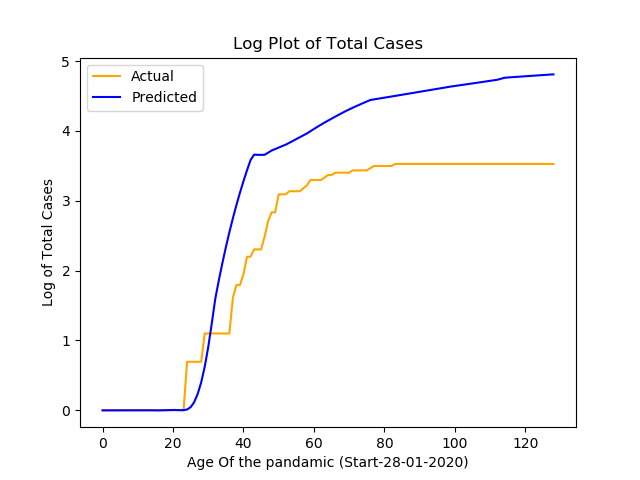 Log Plot of Total Cases
Actual
Predicted
Log of Total Cases
5
4
3
2
1
0
0 20 40 60 80 100 120
Age Of the pandamic (Start-28-01-2020)